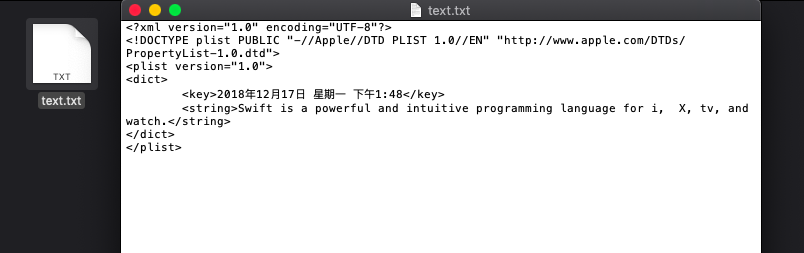 text.txt
<?xml version="1.0" encoding="UTF-8"?>
<!DOCTYPE plist PUBLIC "-//Apple//DTD PLIST 1.0//EN" "http://www.apple.com/DTDs/
PropertyList-1.0.dtd">
<plist version="1.0">
<dict>
	<key>2018年12月17日 星期一 下午1:48</key>
	<string>Swift is a powerful and intuitive programming language for i,  X, tv, and
watch.</string>
</dict>
</plist>
TXT
text.txt